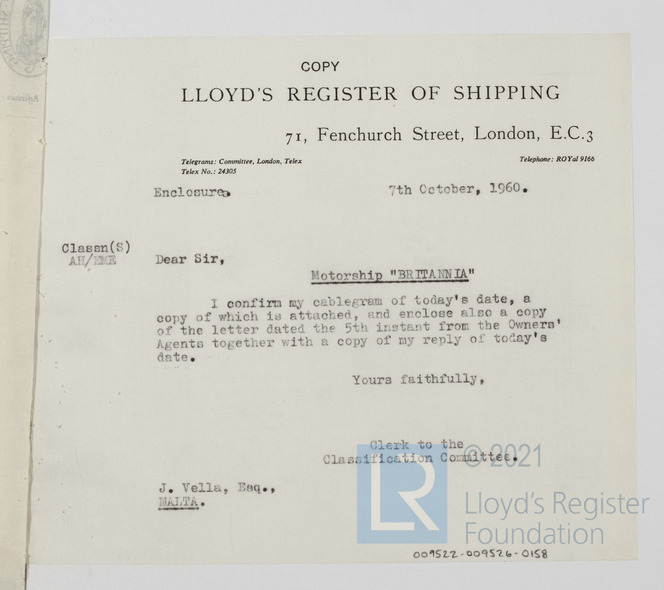 COPY
LLOYD'S REGISTER OF SHIPPING
71, Fenchurch Street, London, E.C.3
Telegrams: Committee, London, Telex
Telephone: ROYal 9166
Telex No.: 24305
Enclosure.
7th October, 1960.
Classn(S)
AH/EME
Dear Sir,
Motorship "BRITANNIA"
I confirm my cablegram of today's date, a
copy of which is attached, and enclose also a copy
of the letter dated the 5th instant from the Owners'
Agents together with a copy of my reply of today's
date.
Yours faithfully,
Clerk to the
Classification Committee.
J. Vella, Esq.,
MALTA.
LR
© 2021
Lloyd's Register
Foundation
009522-009526-0158